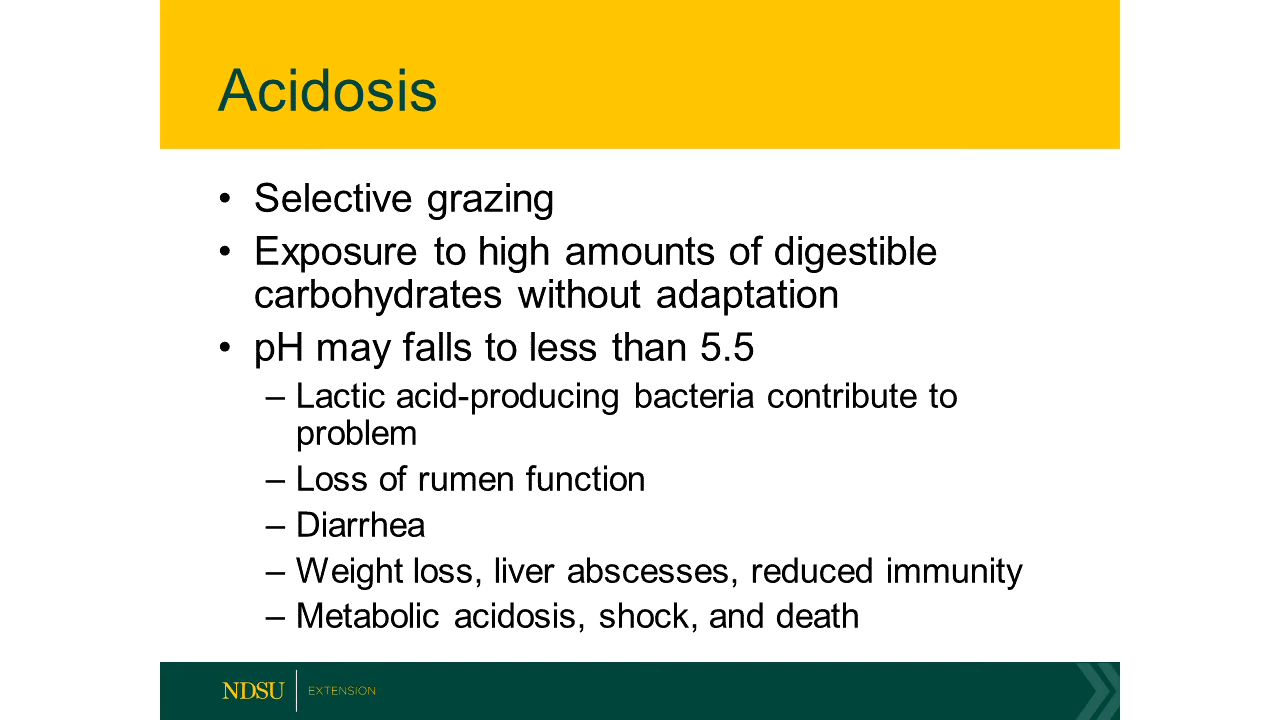 Acidosis
• Selective grazing
• Exposure to high amounts of digestible
carbohydrates without adaptation
• pH may falls to less than 5.5
– Lactic acid-producing bacteria contribute to
problem
– Loss of rumen function
– Diarrhea
– Weight loss, liver abscesses, reduced immunity
– Metabolic acidosis, shock, and death
NDSU EXTENSION